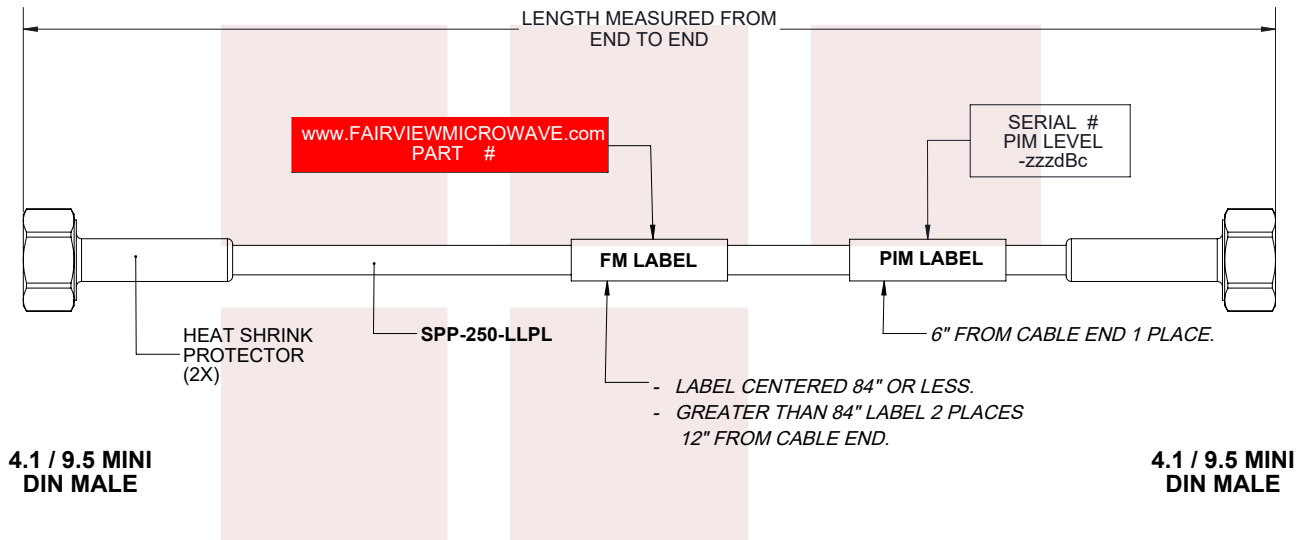 LENGTH MEASURED FROM
END TO END
www.FAIRVIEWMICROWAVE.com
PART #
SERIAL #
PIM LEVEL
-zzzdBc
FM LABEL
PIM LABEL
HEAT SHRINK
PROTECTOR
(2X)
SPP-250-LLPL
6" FROM CABLE END 1 PLACE.
- LABEL CENTERED 84" OR LESS.
- GREATER THAN 84" LABEL 2 PLACES
12" FROM CABLE END.
4.1 / 9.5 MINI
DIN MALE
4.1 / 9.5 MINI
DIN MALE